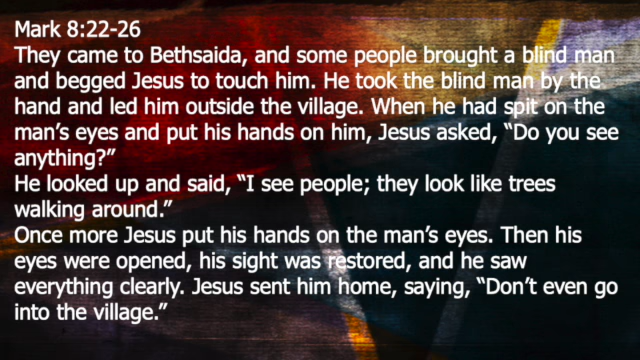 Mark 8:22-26
They came to Bethsaida, and some people brought a blind man
and begged Jesus to touch him. He took the blind man by the
hand and led him outside the village. When he had spit on the
man’s eyes and put his hands on him, Jesus asked, “Do you see
anything?”
He looked up and said, “I see people; they look like trees
walking around.”
Once more Jesus put his hands on the man’s eyes. Then his
eyes were opened, his sight was restored, and he saw
everything clearly. Jesus sent him home, saying, “Don’t even go
into the village.”